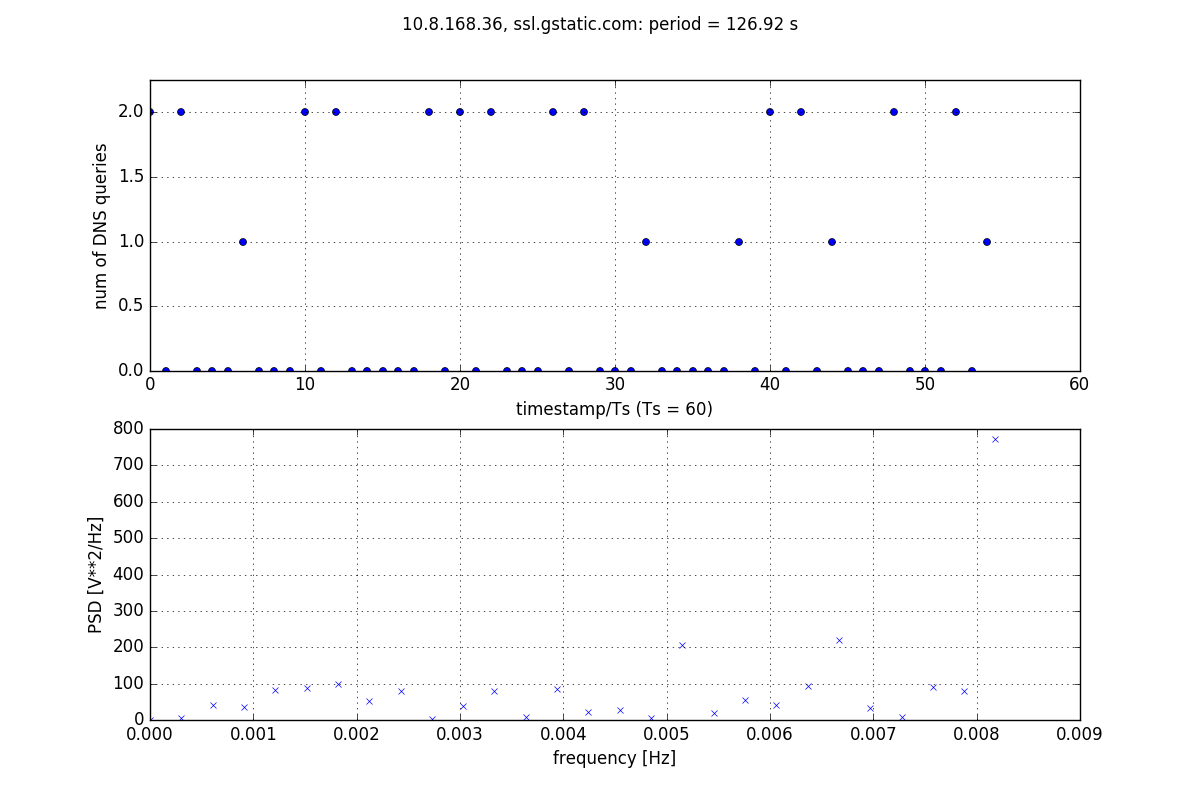 10.8.168.36, ssl.gstatic.com: period = 126.92 s
2.0
1.5
1.0
0.5
0.0
num of DNS queries
0 10 20 30 40 50 60
timestamp/Ts (Ts = 60)
800
700
600
500
400
300
200
100
0
PSD [V**2/Hz]
0.000 0.001 0.002 0.003 0.004 0.005 0.006 0.007 0.008 0.009
frequency [Hz]